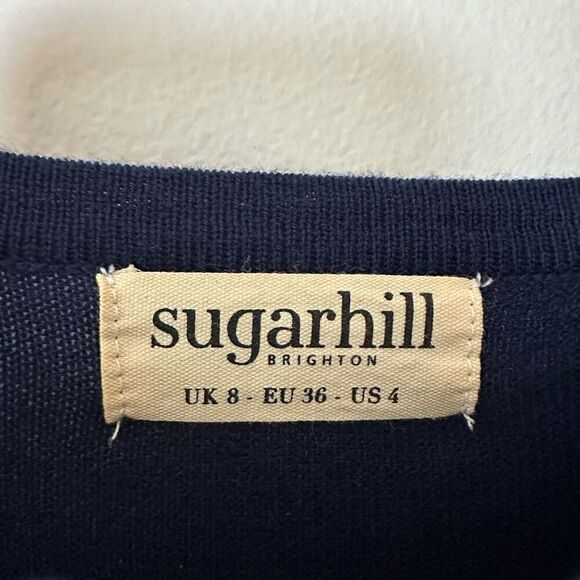 sugarhill
BRIGHTON
UK 8 - EU 36 - US 4